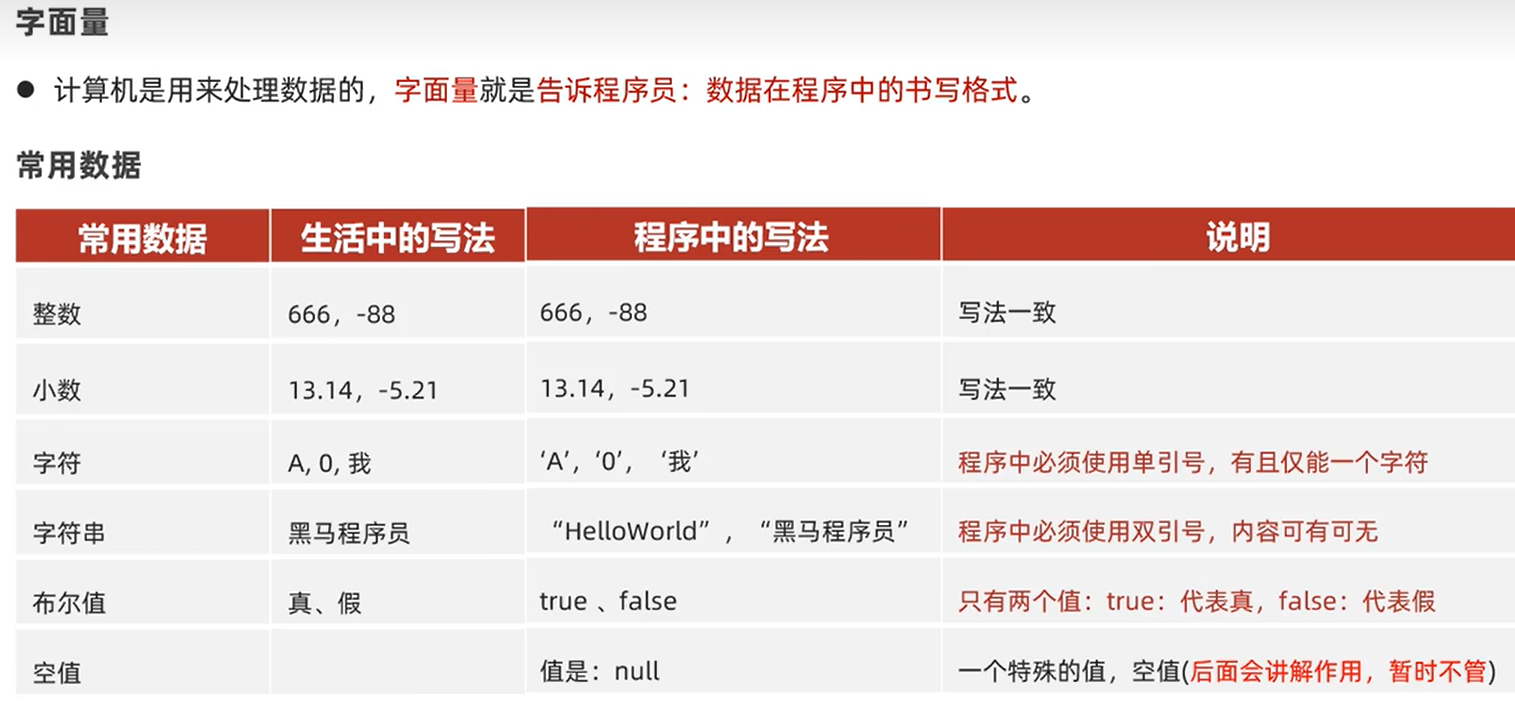 字面量
● 计算机是用来处理数据的，字面量就是告诉程序员：数据在程序中的书写格式。
常用数据
常用数据 生活中的写法 程序中的写法 说明
整数 666，-88 666，-88 写法一致
小数 13.14，-5.21 13.14，-5.21 写法一致
字符 A, 0, 我 ‘A’，‘0’， ‘我’ 程序中必须使用单引号，有且仅能一个字符
字符串 黑马程序员 “HelloWorld” ， “黑马程序员” 程序中必须使用双引号，内容可有可无
布尔值 真、假 true 、false 只有两个值：true：代表真，false：代表假
空值 值是：null 一个特殊的值，空值(后面会讲解作用，暂时不管)